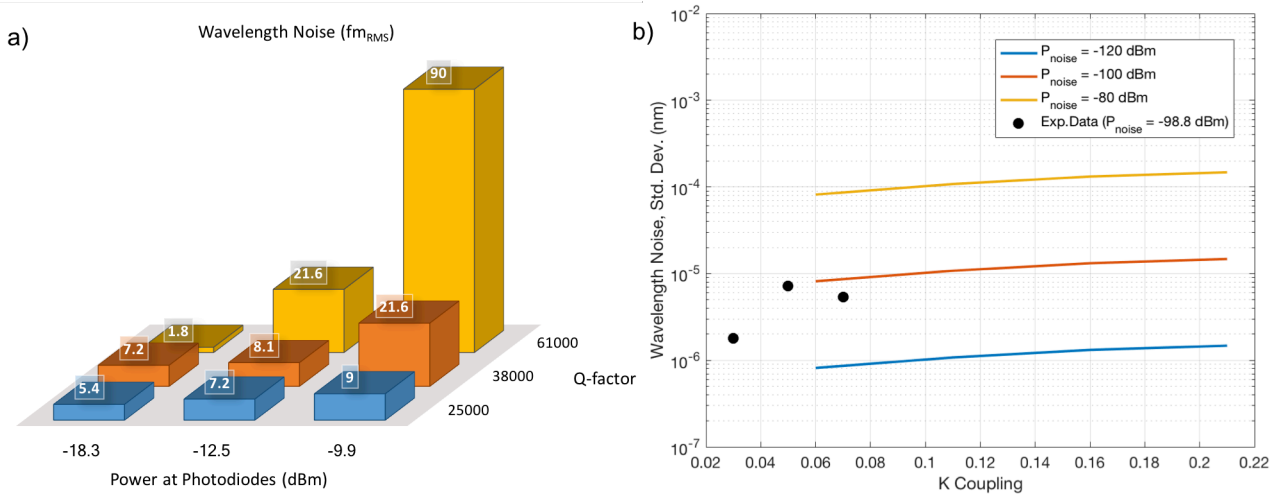 a)
Wavelength Noise (fmRMS)
90
21.6
21.6
1.8
8.1
7.2
9
7.2
5.4
61000
38000
25000
Q-factor
-18.3 -12.5 -9.9
Power at Photodiodes (dBm)
b)
Wavelength Noise, Std. Dev. (nm)
10-2
10-3
10-4
10-5
10-6
10-7
Pnoise = -120 dBm
Pnoise = -100 dBm
Pnoise = -80 dBm
Exp.Data (Pnoise = -98.8 dBm)
0.02 0.04 0.06 0.08 0.1 0.12 0.14 0.16 0.18 0.2 0.22
K Coupling